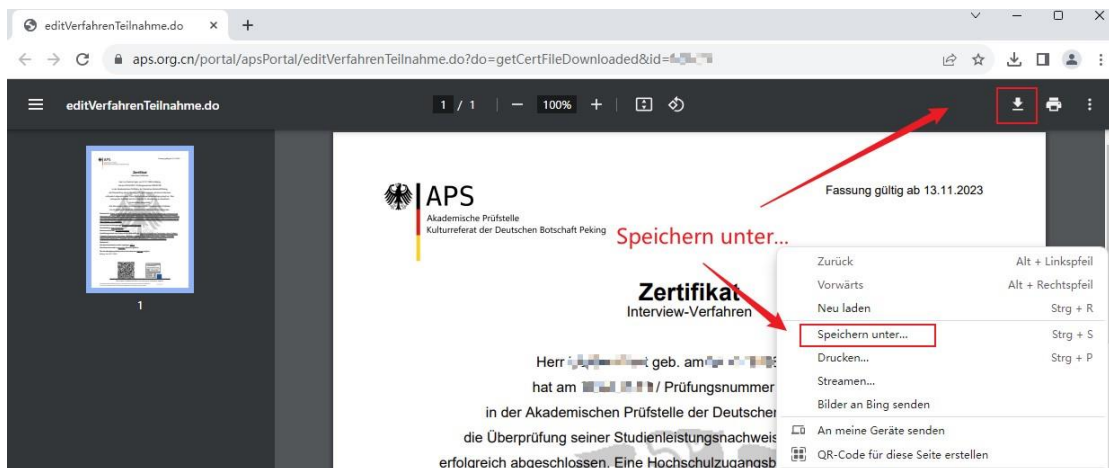 editVerfahrenTeilnahme.do
aps.org.cn/portal/apsPortal/editVerfahrenTeilnahme.do?do=getCertFileDownloaded&id=
editVerfahrenTeilnahme.do
1 / 1
100%
1
APS
Akademische Prüfstelle
Kulturreferat der Deutschen Botschaft Peking
Fassung gültig ab 13.11.2023
Speichern unter...
Zertifikat
Interview-Verfahren
Herr geb. am
hat am / Prüfungsnummer
in der Akademischen Prüfstelle der Deutscher
die Überprüfung seiner Studienleistungsnachweis
erfolgreich abgeschlossen. Eine Hochschulzugangsb
Zurück Alt + Linkspfeil
Vorwärts Alt + Rechtspfeil
Neu laden Strg + R
Speichern unter... Strg + S
Drucken... Strg + P
Streamen...
Bilder an Bing senden
An meine Geräte senden
QR-Code für diese Seite erstellen